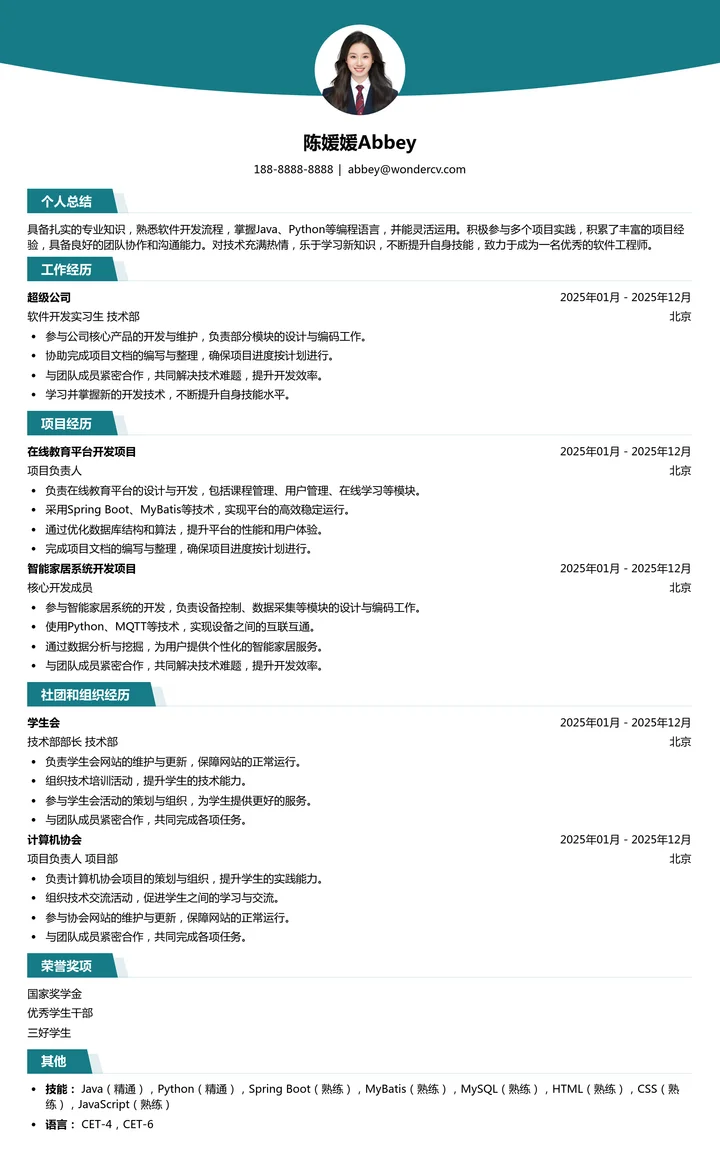 陈媛媛Abbey
188-8888-8888 | abbey@wondercv.com
个人总结
具备扎实的专业知识，熟悉软件开发流程，掌握Java、Python等编程语言，并能灵活运用。积极参与多个项目实践，积累了丰富的项目经
验，具备良好的团队协作和沟通能力。对技术充满热情，乐于学习新知识，不断提升自身技能，致力于成为一名优秀的软件工程师。
工作经历
超级公司 2025年01月 - 2025年12月
软件开发实习生 技术部 北京
• 参与公司核心产品的开发与维护，负责部分模块的设计与编码工作。
• 协助完成项目文档的编写与整理，确保项目进度按计划进行。
• 与团队成员紧密合作，共同解决技术难题，提升开发效率。
• 学习并掌握新的开发技术，不断提升自身技能水平。
项目经历
在线教育平台开发项目 2025年01月 - 2025年12月
项目负责人 北京
• 负责在线教育平台的设计与开发，包括课程管理、用户管理、在线学习等模块。
• 采用Spring Boot、MyBatis等技术，实现平台的高效稳定运行。
• 通过优化数据库结构和算法，提升平台的性能和用户体验。
• 完成项目文档的编写与整理，确保项目进度按计划进行。
智能家居系统开发项目 2025年01月 - 2025年12月
核心开发成员 北京
• 参与智能家居系统的开发，负责设备控制、数据采集等模块的设计与编码工作。
• 使用Python、MQTT等技术，实现设备之间的互联互通。
• 通过数据分析与挖掘，为用户提供个性化的智能家居服务。
• 与团队成员紧密合作，共同解决技术难题，提升开发效率。
社团和组织经历
学生会 2025年01月 - 2025年12月
技术部部长 技术部 北京
• 负责学生会网站的维护与更新，保障网站的正常运行。
• 组织技术培训活动，提升学生的技术能力。
• 参与学生会活动的策划与组织，为学生提供更好的服务。
• 与团队成员紧密合作，共同完成各项任务。
计算机协会 2025年01月 - 2025年12月
项目负责人 项目部 北京
• 负责计算机协会项目的策划与组织，提升学生的实践能力。
• 组织技术交流活动，促进学生之间的学习与交流。
• 参与协会网站的维护与更新，保障网站的正常运行。
• 与团队成员紧密合作，共同完成各项任务。
荣誉奖项
国家奖学金
优秀学生干部
三好学生
其他
• 技能： Java（精通），Python（精通），Spring Boot（熟练），MyBatis（熟练），MySQL（熟练），HTML（熟练），CSS（熟
练），JavaScript（熟练）
• 语言： CET-4，CET-6